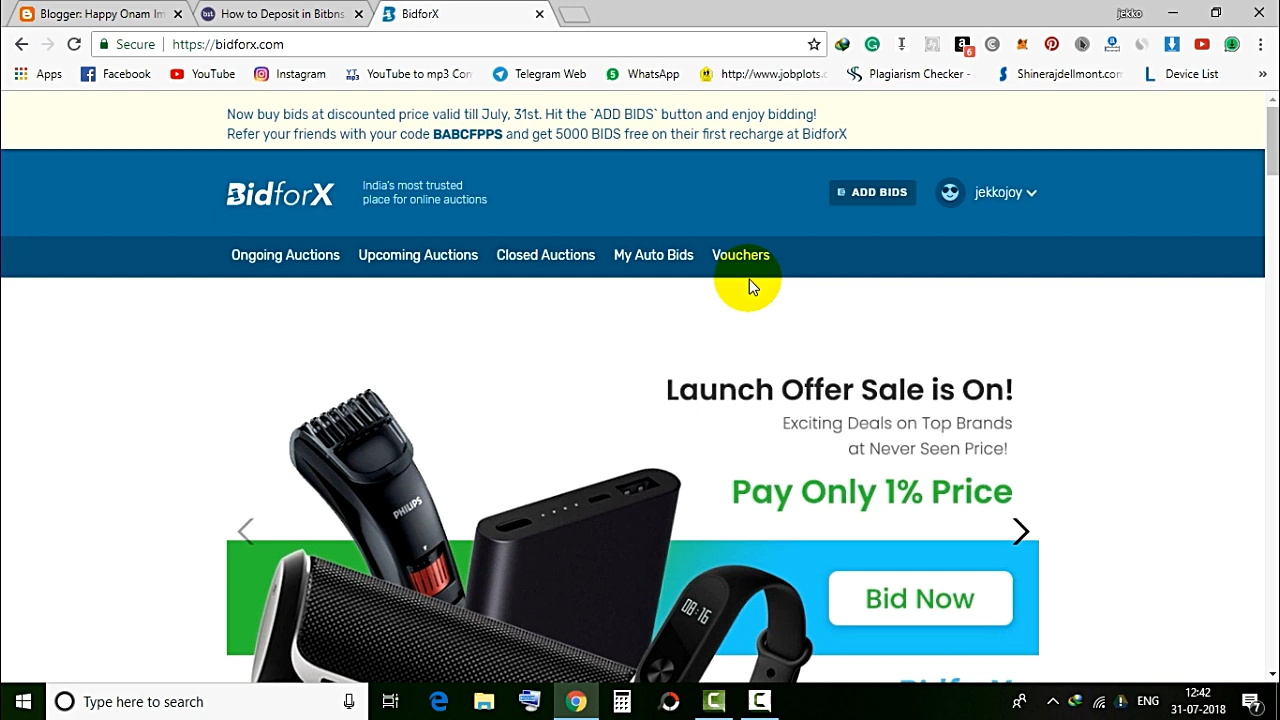 Blogger: Happy Onam Im
How to Deposit in Bitbns
BidforX
jekko
Secure
https://bidforx.com
6
Apps
Facebook
YouTube
Instagram
YouTube to mp3 Con
Telegram Web
WhatsApp
http://www.jobplots.c
Plagiarism Checker -
Shinerajdellmont.com
Device List
Now buy bids at discounted price valid till July, 31st. Hit the `ADD BIDS` button and enjoy bidding!
Refer your friends with your code BABCFPPS and get 5000 BIDS free on their first recharge at BidforX
BidforX
India's most trusted
place for online auctions
ADD BIDS
jekkojoy
Ongoing Auctions
Upcoming Auctions
Closed Auctions
My Auto Bids
Vouchers
Launch Offer Sale is On!
Exciting Deals on Top Brands
at Never Seen Price!
Pay Only 1% Price
PHILIPS
08:16
Bid Now
Type here to search
ENG
12:42
31-07-2018
7